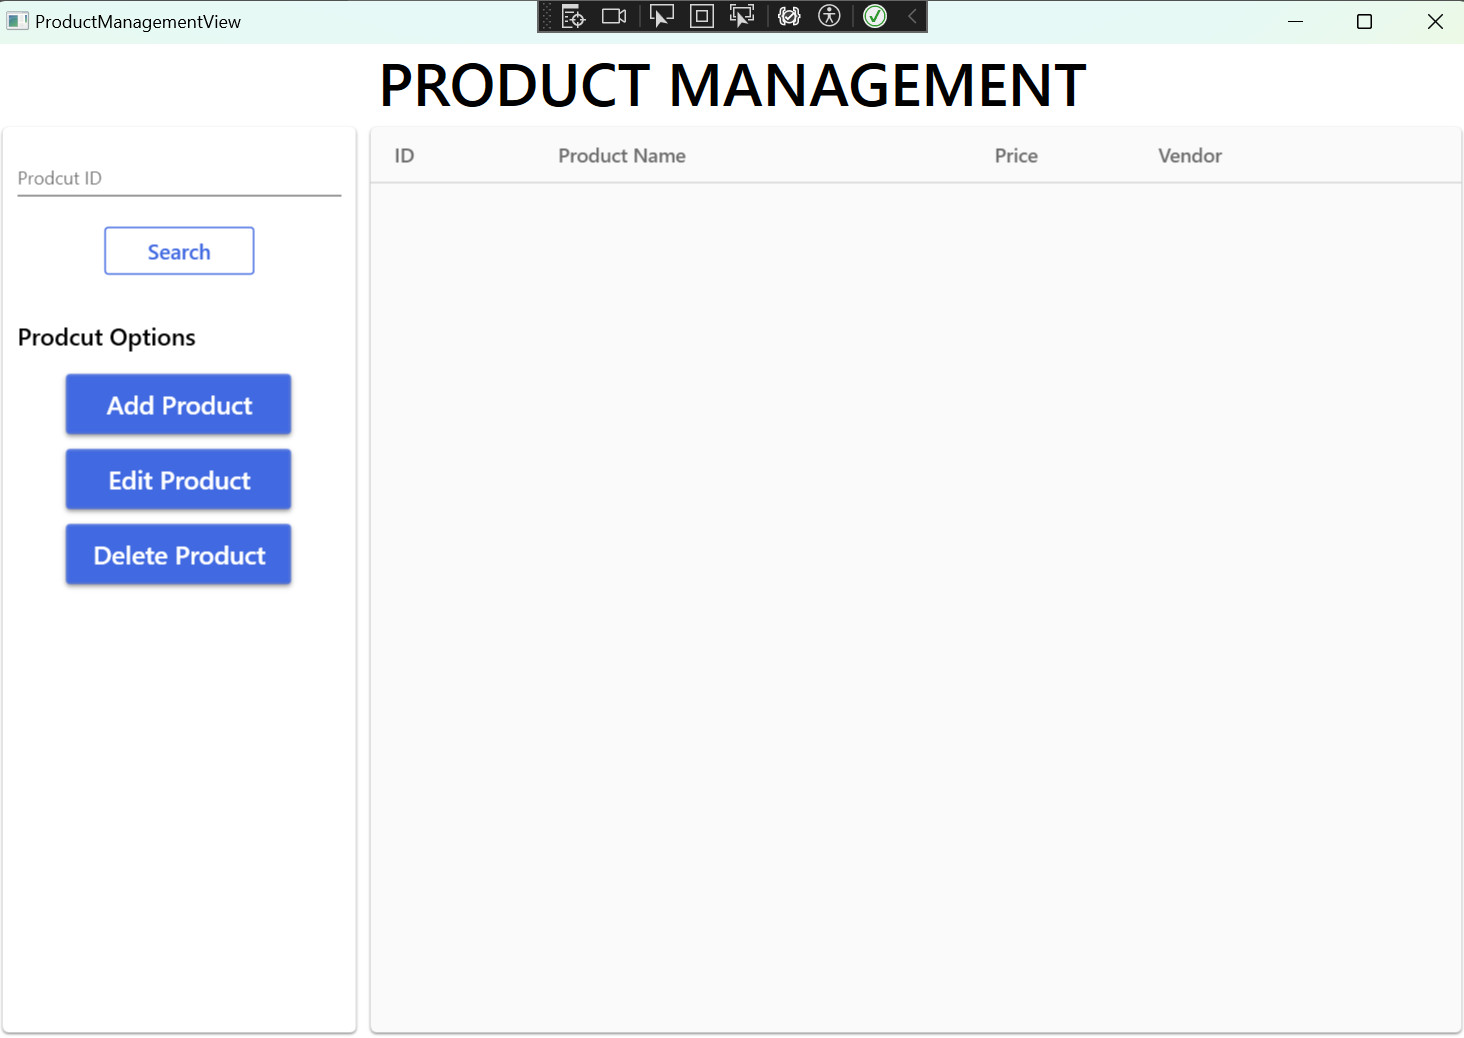 ProductManagementView
PRODUCT MANAGEMENT
Prodcut ID
Search
Prodcut Options
Add Product
Edit Product
Delete Product
ID Product Name Price Vendor